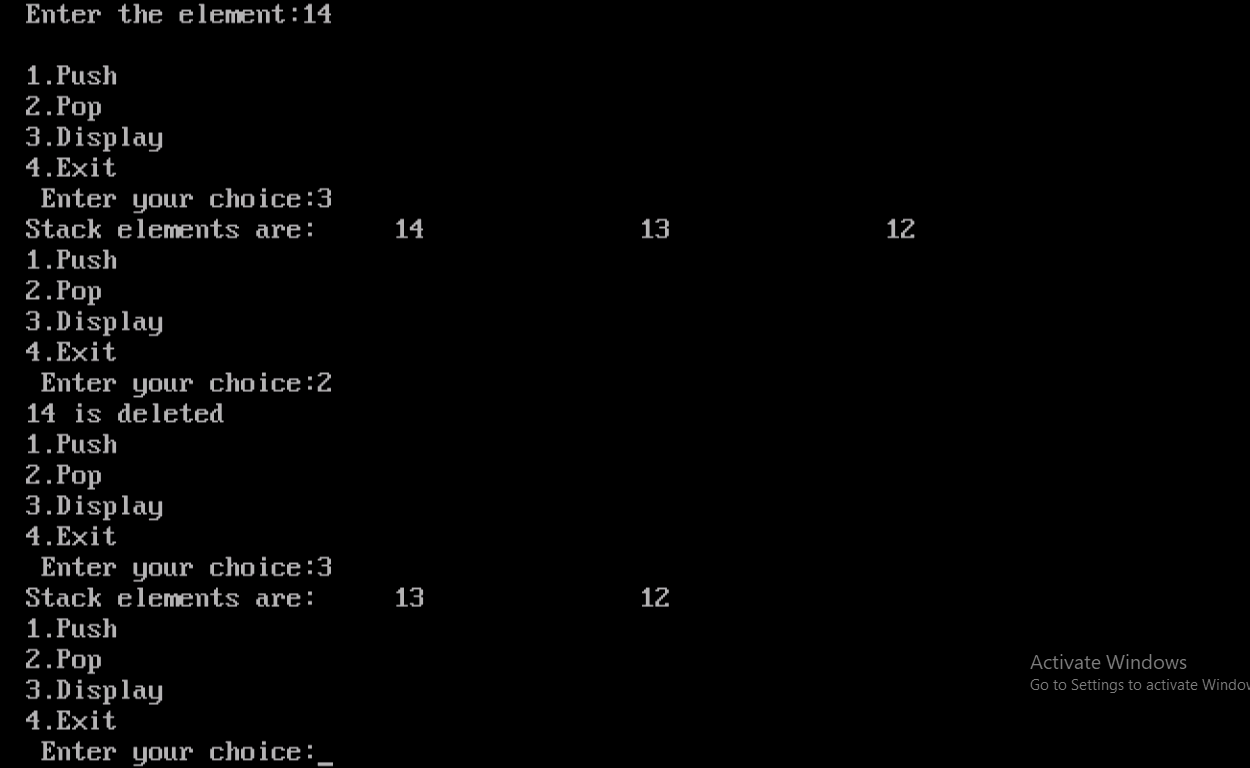 Enter the element:14
1.Push
2.Pop
3.Display
4.Exit
Enter your choice:3
Stack elements are: 14 13 12
1.Push
2.Pop
3.Display
4.Exit
Enter your choice:2
14 is deleted
1.Push
2.Pop
3.Display
4.Exit
Enter your choice:3
Stack elements are: 13 12
1.Push
2.Pop
3.Display
4.Exit
Enter your choice:_
Activate Windows
Go to Settings to activate Window